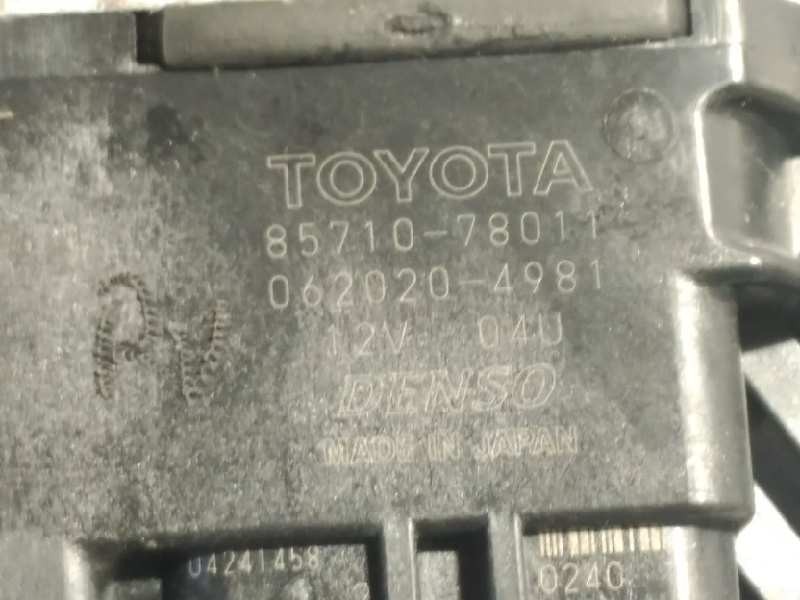 TOYOTA
85710-78011
062020-4981
12V 04U
DENSO
MADE IN JAPAN
04241458
0240